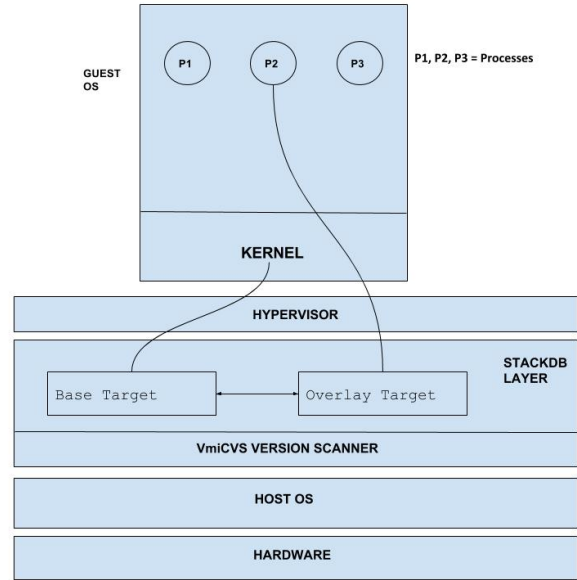 P1
P2
P3
P1, P2, P3 = Processes
GUEST
OS
KERNEL
HYPERVISOR
STACKDB
LAYER
Base Target
Overlay Target
VmiCVS VERSION SCANNER
HOST OS
HARDWARE